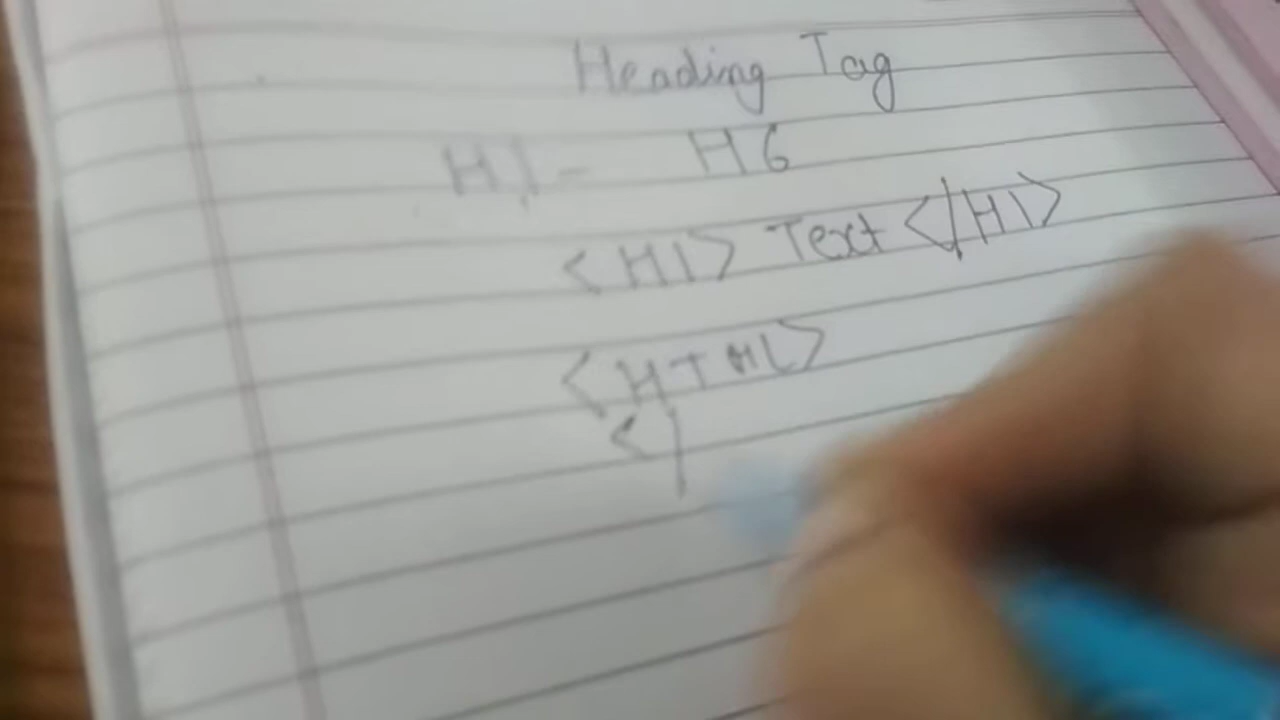 Heading Tag
H1- H6
<H1> Text </H1>
<HTML>
</